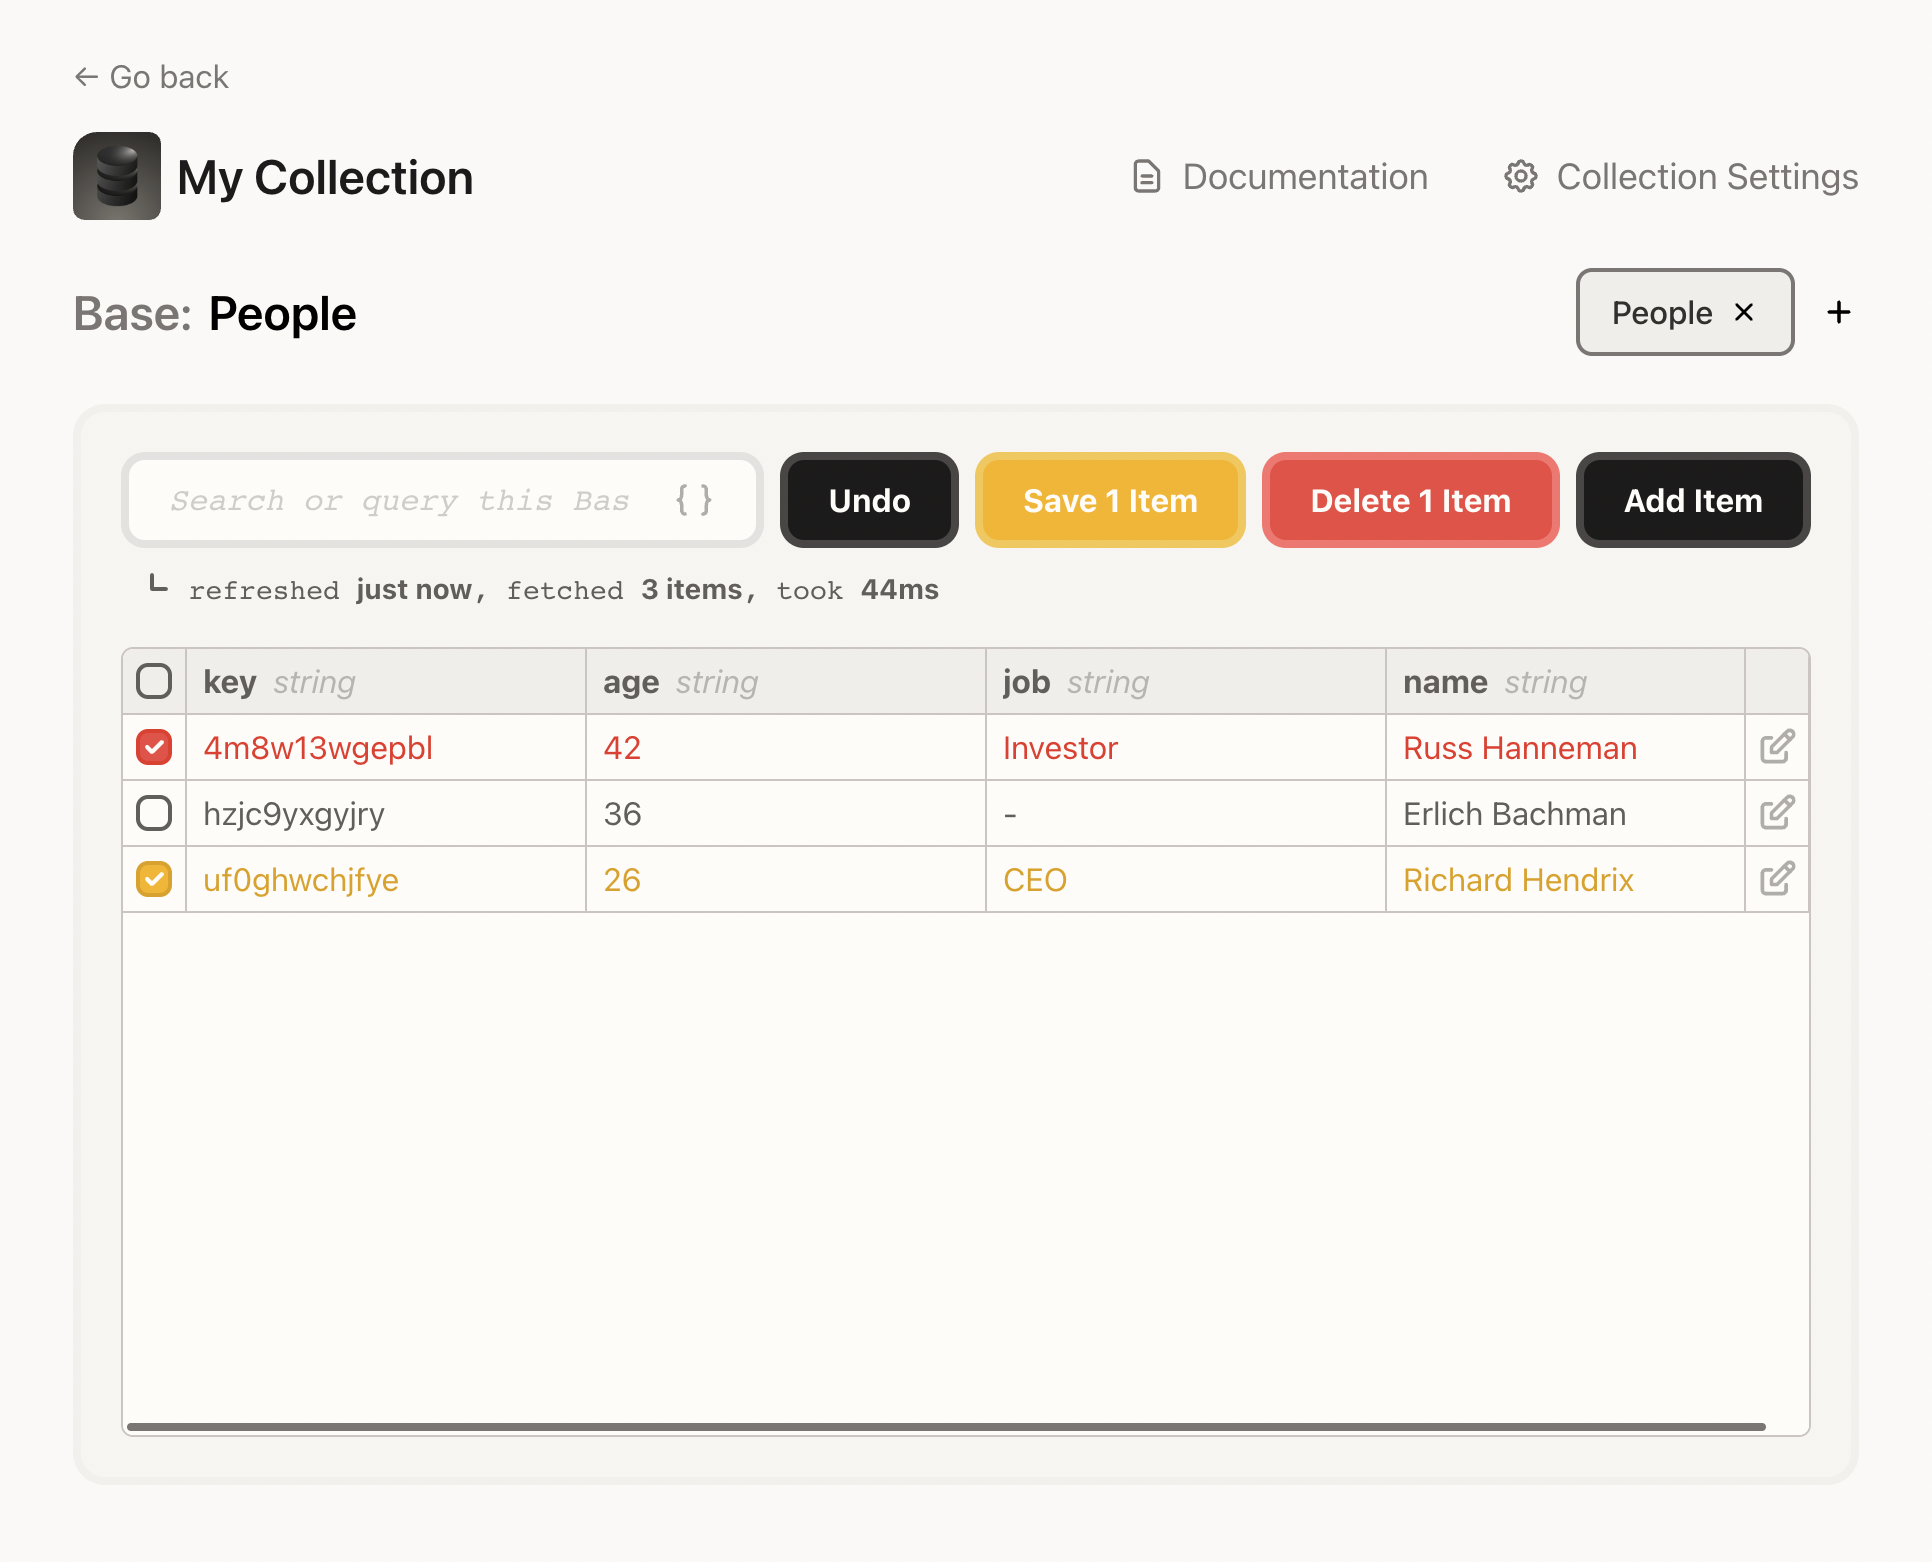 ← Go back
My Collection
Documentation
Collection Settings
Base: People
People ×
+
Search or query this Bas { }
Undo
Save 1 Item
Delete 1 Item
Add Item
refreshed just now, fetched 3 items, took 44ms
key string age string job string name string
4m8w13wgepbl 42 Investor Russ Hanneman
hzjc9yxgyjry 36 - Erlich Bachman
uf0ghwchjfye 26 CEO Richard Hendrix